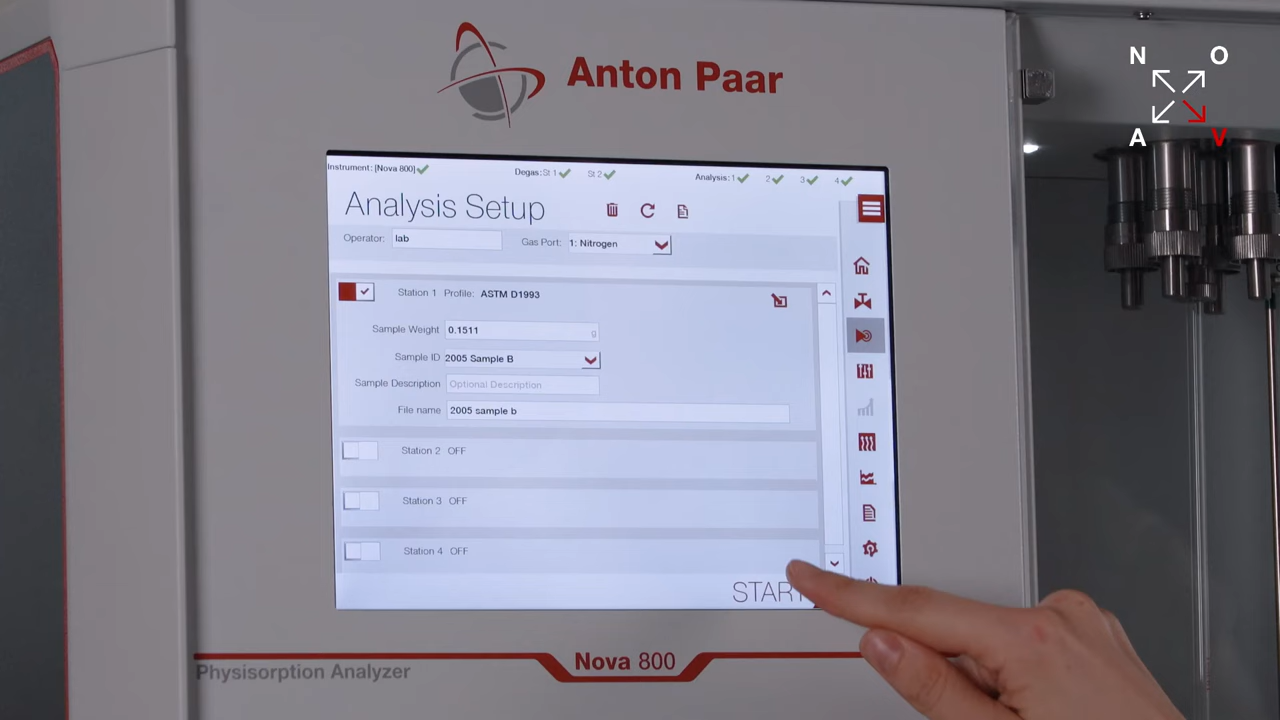 Anton Paar
N O
A V
Instrument: [Nova 800] Degas: St 1 St 2 Analysis: 1 2 3 4
Analysis Setup
Operator: lab Gas Port: 1: Nitrogen
Station 1 Profile: ASTM D1993
Sample Weight 0.1511 g
Sample ID 2005 Sample B
Sample Description Optional Description
File name 2005 sample b
Station 2 OFF
Station 3 OFF
Station 4 OFF
START
Nova 800
Physisorption Analyzer